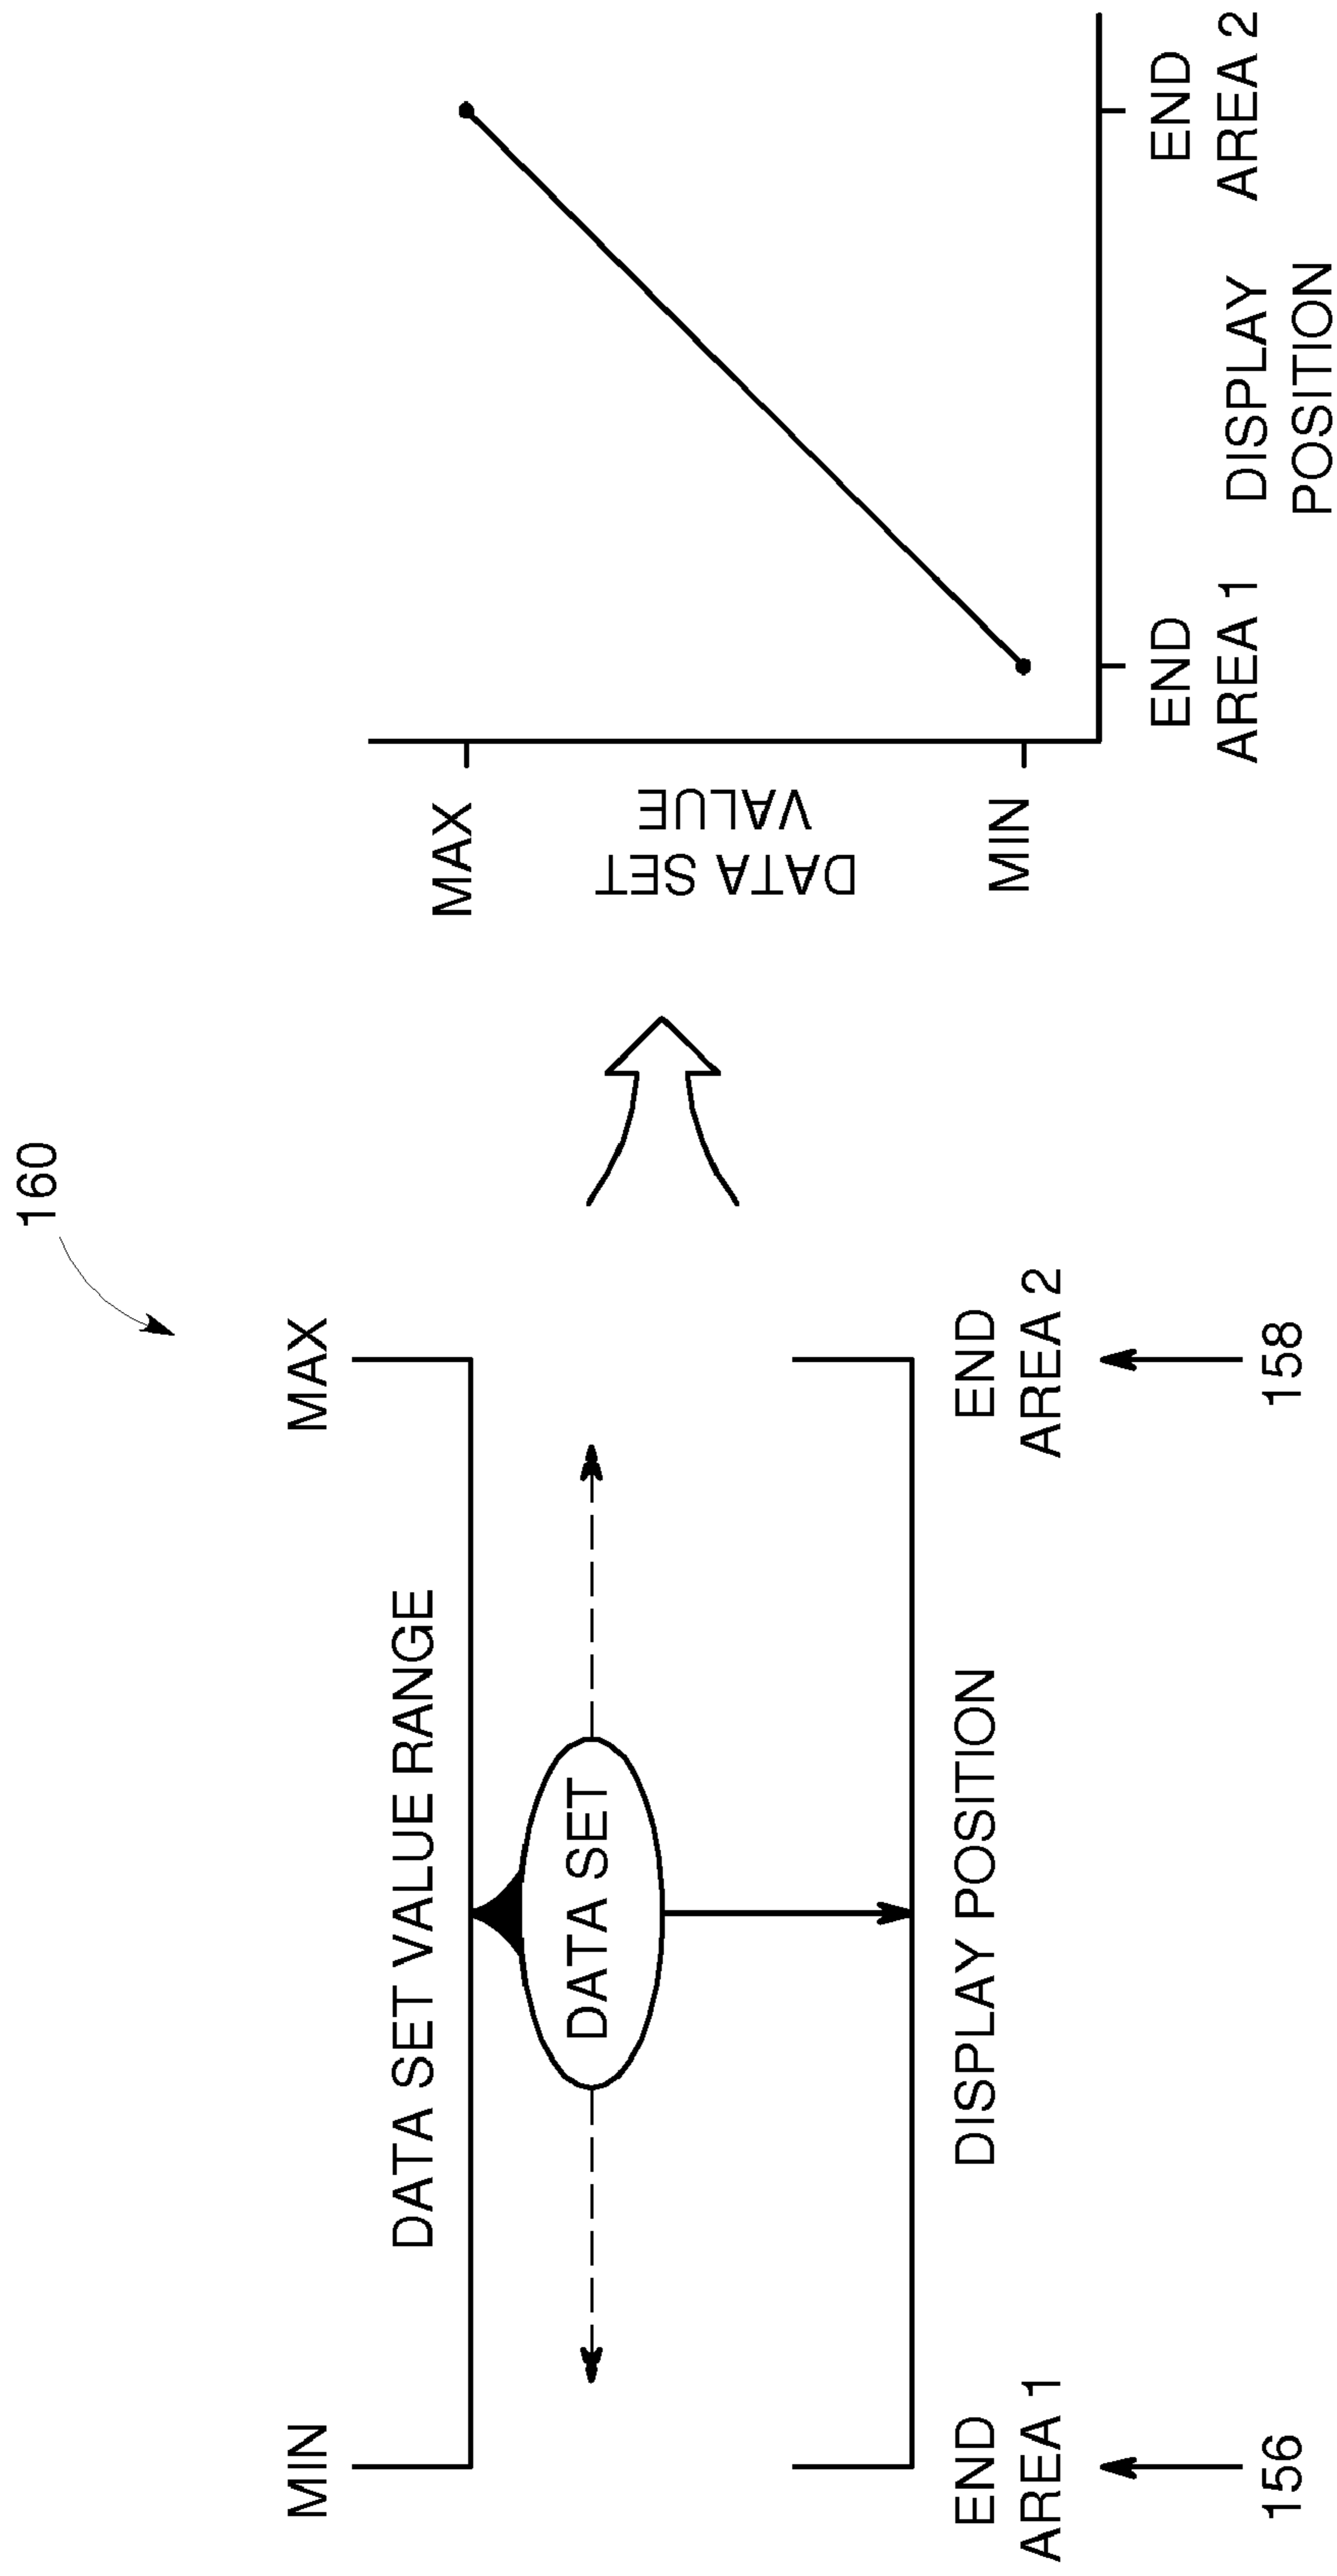 160
MIN
MAX
DATA SET VALUE RANGE
DATA SET
DISPLAY POSITION
END
AREA 1
END
AREA 2
156
158
MAX
DATA SET
VALUE
MIN
END
AREA 1
DISPLAY
POSITION
END
AREA 2